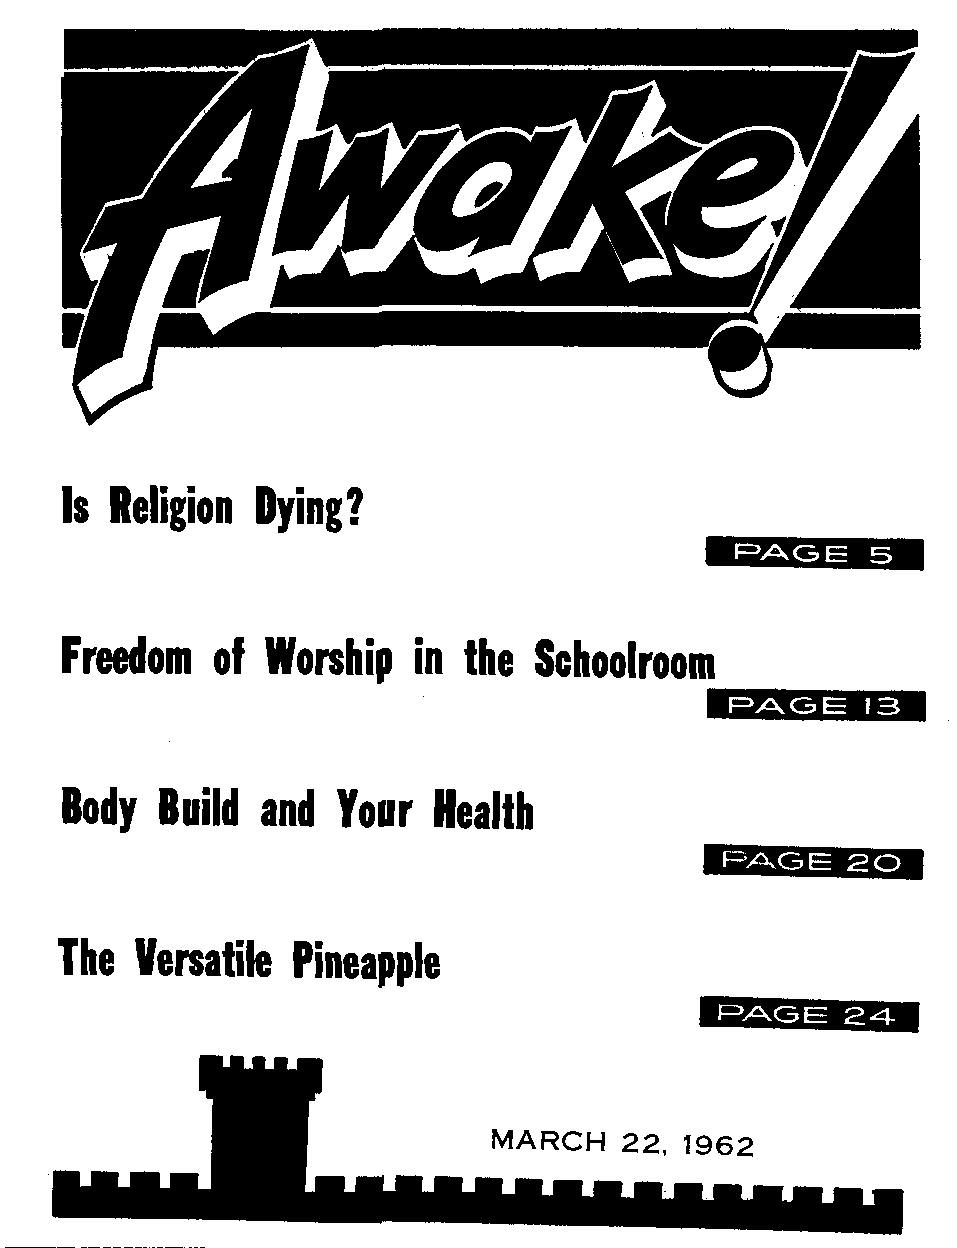 Awake!
Is Religion Dying?
PAGE 5
Freedom of Worship in the Schoolroom
PAGE 13
Body Build and Your Health
PAGE 20
The Versatile Pineapple
PAGE 24
MARCH 22, 1962